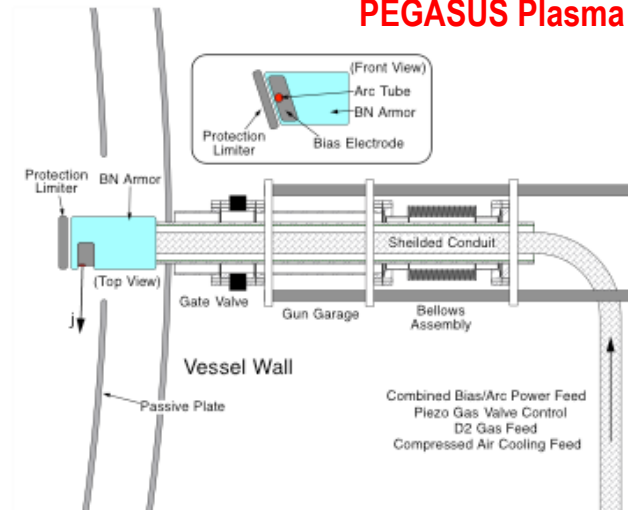 PEGASUS Plasma
(Front View)
Arc Tube
BN Armor
Protection
Limiter
Bias Electrode
Protection
Limiter
BN Armor
Sheilded Conduit
(Top View)
Gate Valve
Gun Garage
Bellows
Assembly
j
Vessel Wall
Passive Plate
Combined Bias/Arc Power Feed
Piezo Gas Valve Control
D2 Gas Feed
Compressed Air Cooling Feed